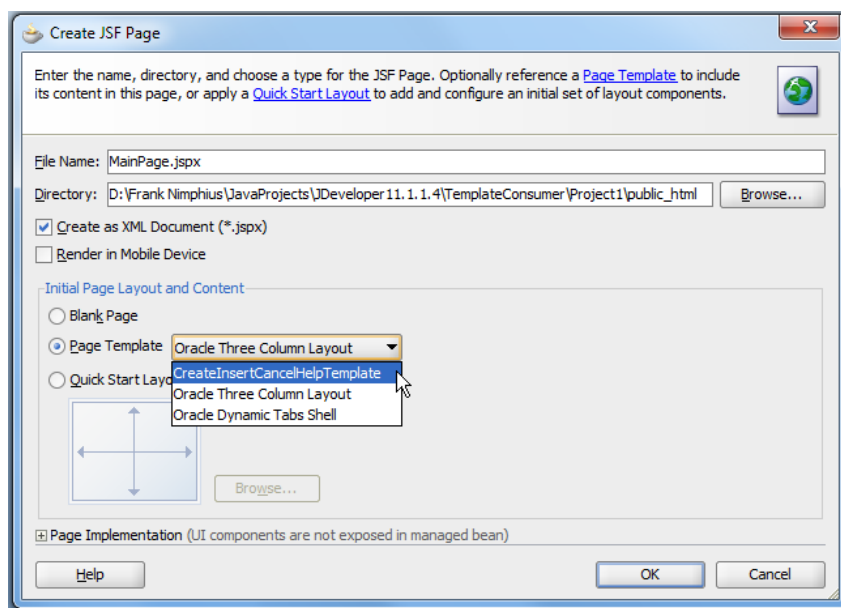 Create JSF Page
Enter the name, directory, and choose a type for the JSF Page. Optionally reference a Page Template to include
its content in this page, or apply a Quick Start Layout to add and configure an initial set of layout components.
File Name: MainPage.jspx
Directory: D:\Frank Nimphius\JavaProjects\JDeveloper11.1.1.4\TemplateConsumer\Project1\public_html Browse...
Create as XML Document (*.jspx)
Render in Mobile Device
Initial Page Layout and Content
Blank Page
Page Template Oracle Three Column Layout
CreateInsertCancelHelpTemplate
Quick Start Layo
Oracle Three Column Layout
Oracle Dynamic Tabs Shell
Browse...
Page Implementation (UI components are not exposed in managed bean)
Help OK Cancel